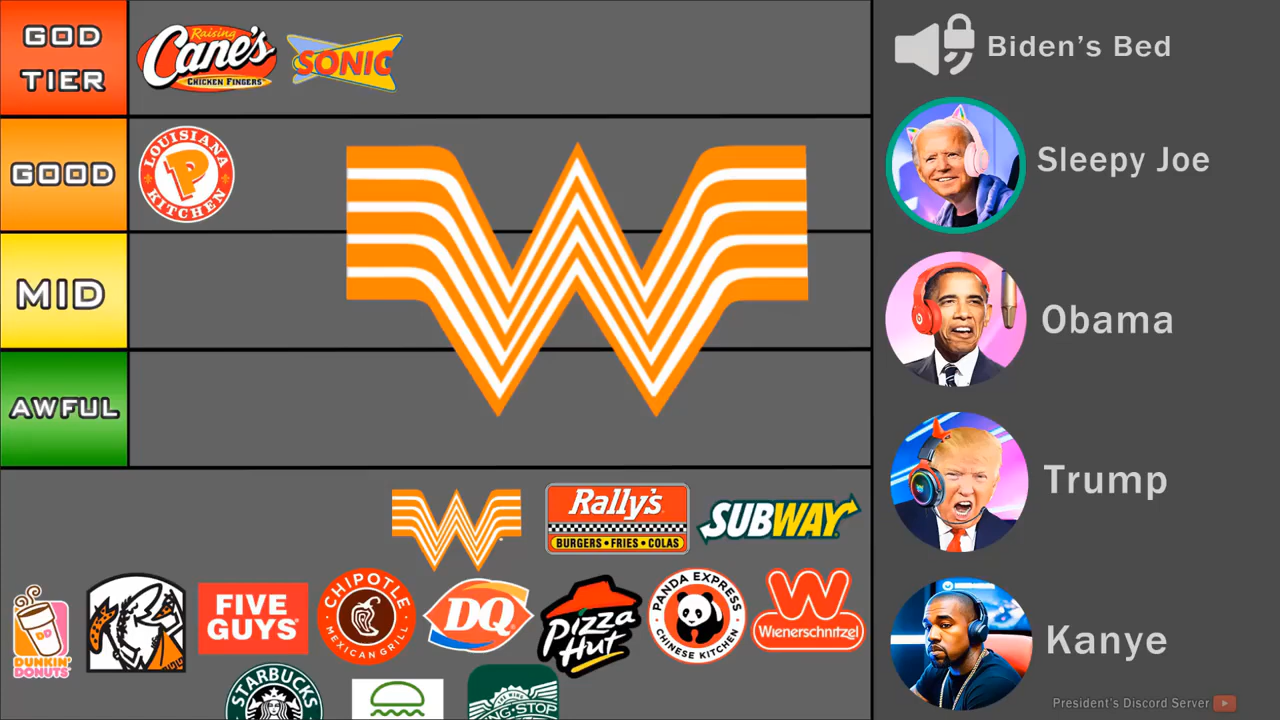 GOD
TIER
Raising
Cane's
CHICKEN FINGERS
SONIC
GOOD
LOUISIANA
P
KITCHEN
MID
AWFUL
Rally's
BURGERS • FRIES • COLAS
SUBWAY
DUNKIN'
DONUTS
DD
FIVE
GUYS
CHIPOTLE
MEXICAN GRILL
DQ
Pizza
Hut
PANDA EXPRESS
CHINESE KITCHEN
W
Wienerschnitzel
STARBUCKS
Biden's Bed
Sleepy Joe
Obama
Trump
Kanye
President's Discord Server